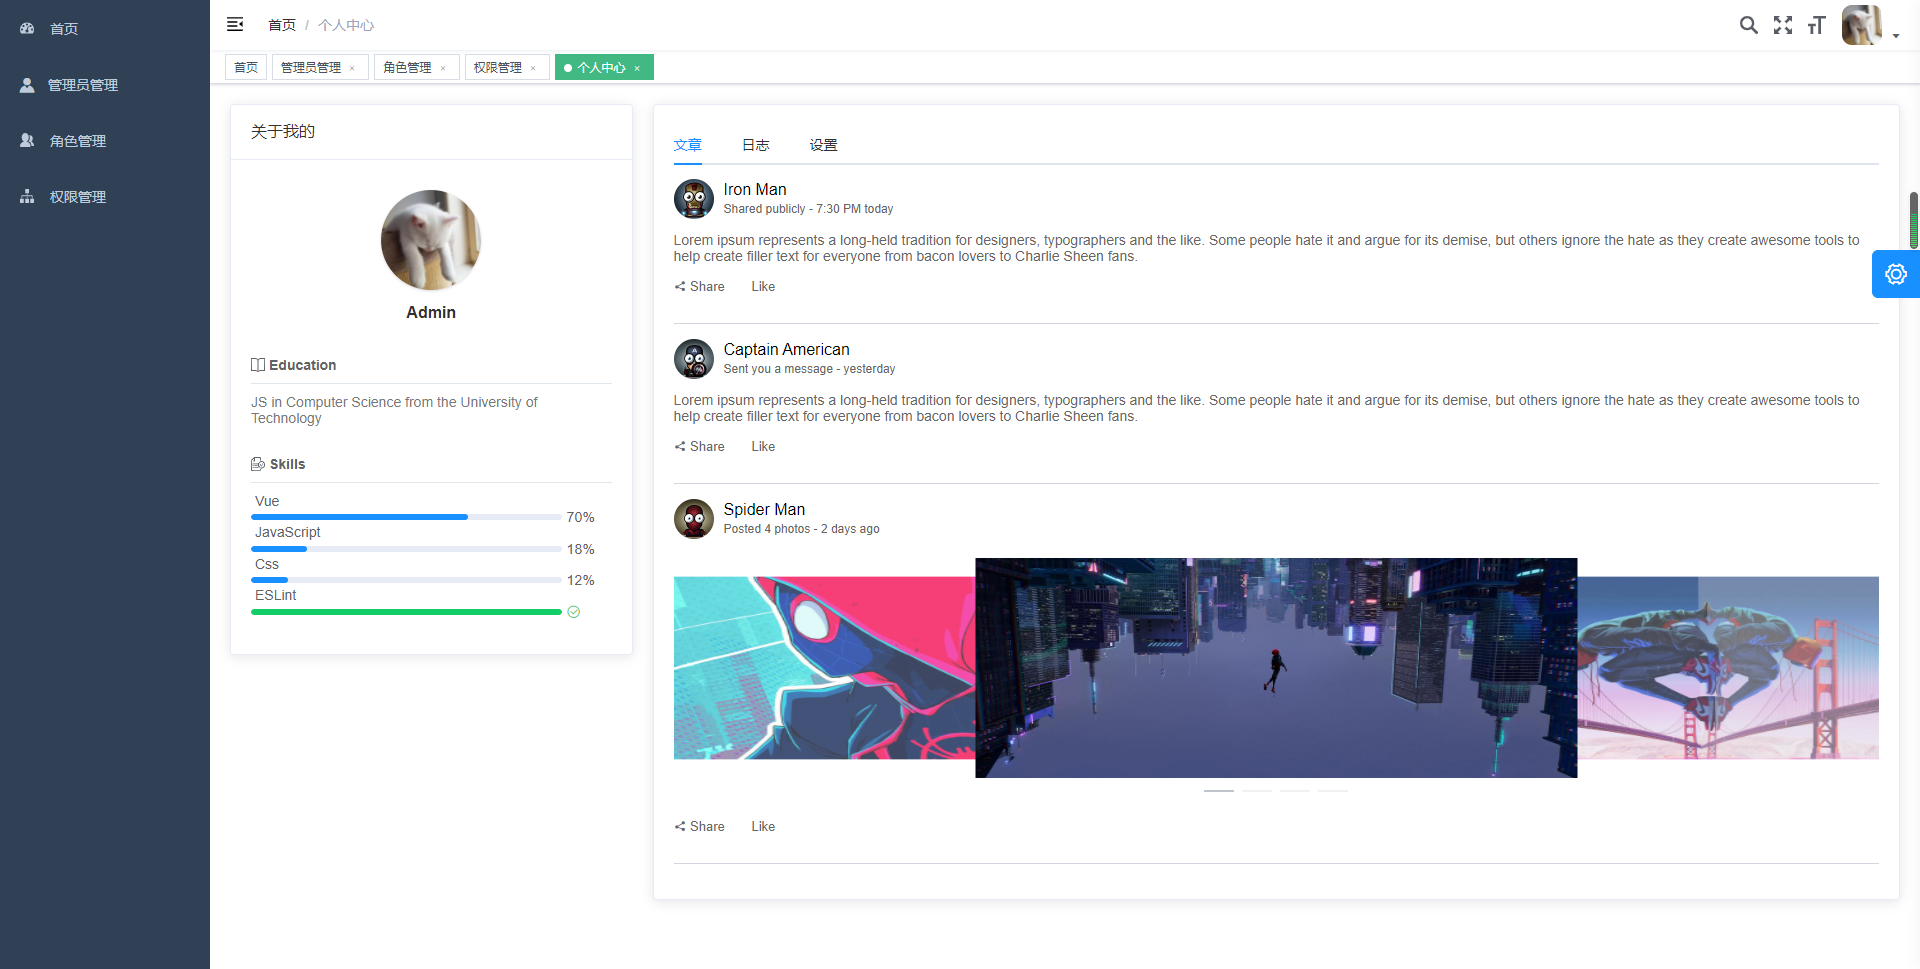 首页
管理员管理
角色管理
权限管理
首页 / 个人中心
首页
管理员管理 ×
角色管理 ×
权限管理 ×
个人中心 ×
关于我的
Admin
Education
JS in Computer Science from the University of
Technology
Skills
Vue
70%
JavaScript
18%
Css
12%
ESLint
文章
日志
设置
Iron Man
Shared publicly - 7:30 PM today
Lorem ipsum represents a long-held tradition for designers, typographers and the like. Some people hate it and argue for its demise, but others ignore the hate as they create awesome tools to
help create filler text for everyone from bacon lovers to Charlie Sheen fans.
Share Like
Captain American
Sent you a message - yesterday
Lorem ipsum represents a long-held tradition for designers, typographers and the like. Some people hate it and argue for its demise, but others ignore the hate as they create awesome tools to
help create filler text for everyone from bacon lovers to Charlie Sheen fans.
Share Like
Spider Man
Posted 4 photos - 2 days ago
Share Like